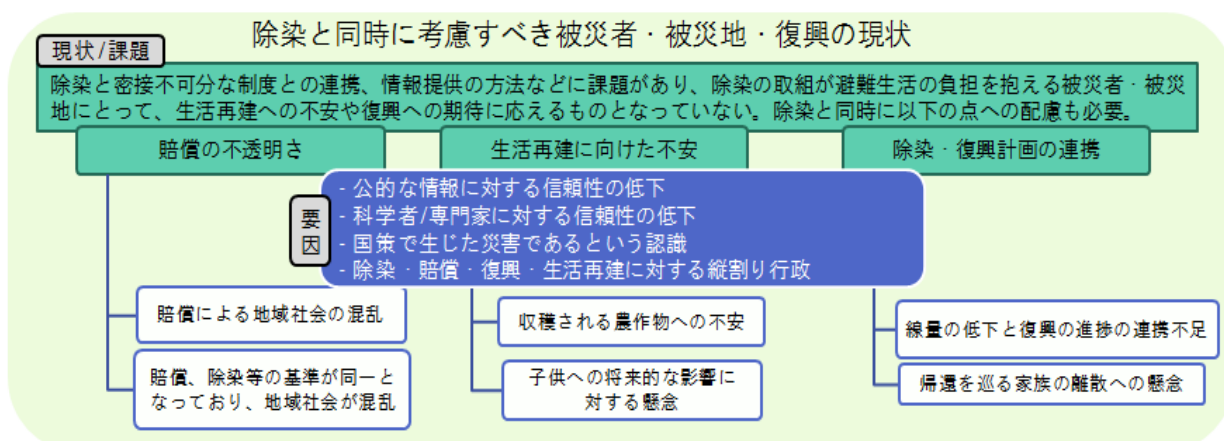 除染と同時に考慮すべき被災者・被災地・復興の現状
現状/課題
除染と密接不可分な制度との連携、情報提供の方法などに課題があり、除染の取組が避難生活の負担を抱える被災者・被災
地にとって、生活再建への不安や復興への期待に応えるものとなっていない。除染と同時に以下の点への配慮も必要。
賠償の不透明さ
生活再建に向けた不安
除染・復興計画の連携
要
因
- 公的な情報に対する信頼性の低下
- 科学者/専門家に対する信頼性の低下
- 国策で生じた災害であるという認識
- 除染・賠償・復興・生活再建に対する縦割り行政
賠償による地域社会の混乱
賠償、除染等の基準が同一と
なっており、地域社会が混乱
収穫される農作物への不安
子供への将来的な影響に
対する懸念
線量の低下と復興の進捗の連携不足
帰還を巡る家族の離散への懸念